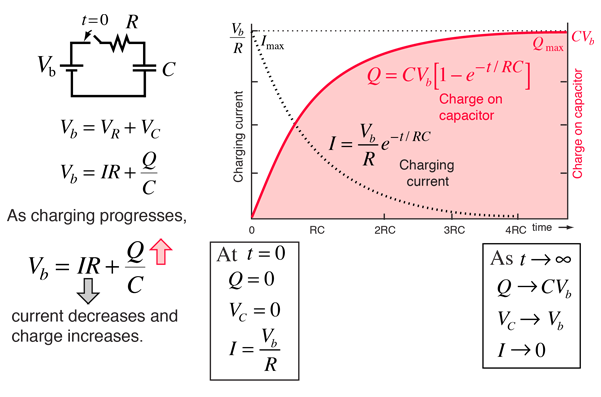 t=0
R
V_b
C
V_b = V_R + V_C
V_b = IR + Q/C
As charging progresses,
V_b = IR + Q/C
current decreases and
charge increases.
V_b/R
I_max
Q_max
CV_b
Q = CV_b[1 − e^{−t/RC}]
Charge on
capacitor
I = V_b/R e^{−t/RC}
Charging
current
Charging current
Charge on capacitor
0 RC 2RC 3RC 4RC time
At t = 0
Q = 0
V_C = 0
I = V_b/R
As t → ∞
Q → CV_b
V_C → V_b
I → 0